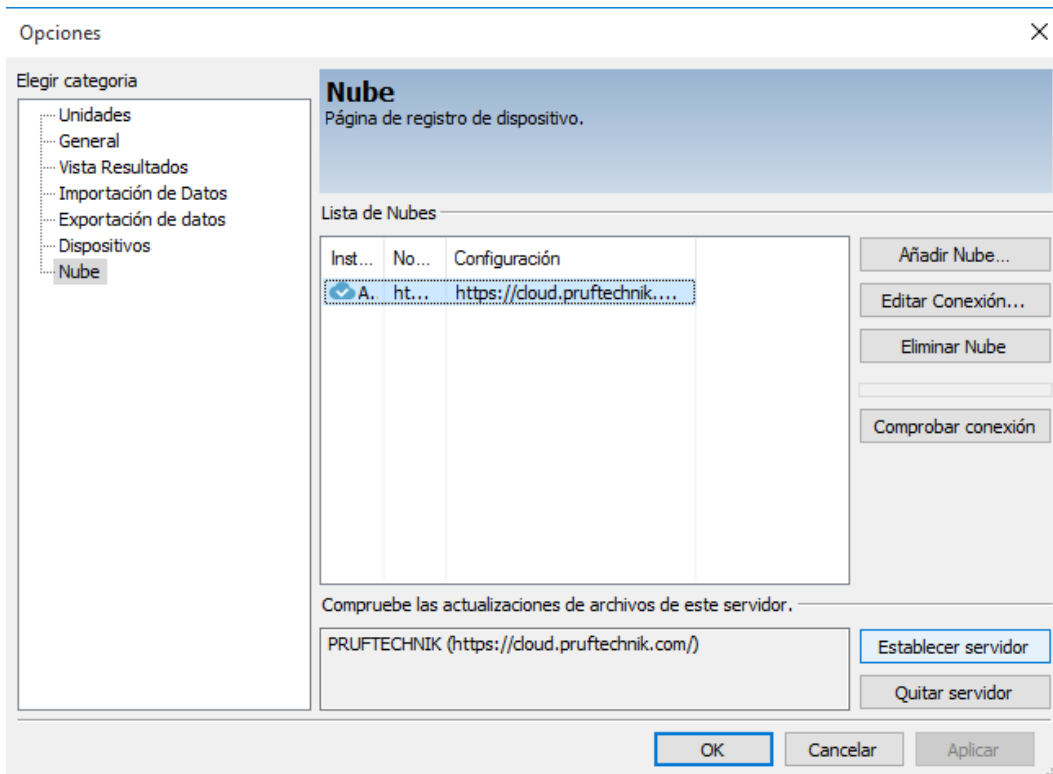 Opciones
Elegir categoria
Unidades
General
Vista Resultados
Importación de Datos
Exportación de datos
Dispositivos
Nube
Nube
Página de registro de dispositivo.
Lista de Nubes
Inst... No... Configuración
A. ht... https://cloud.pruftechnik....
Añadir Nube...
Editar Conexión...
Eliminar Nube
Comprobar conexión
Compruebe las actualizaciones de archivos de este servidor.
PRUFTECHNIK (https://cloud.pruftechnik.com/)
Establecer servidor
Quitar servidor
OK Cancelar Aplicar